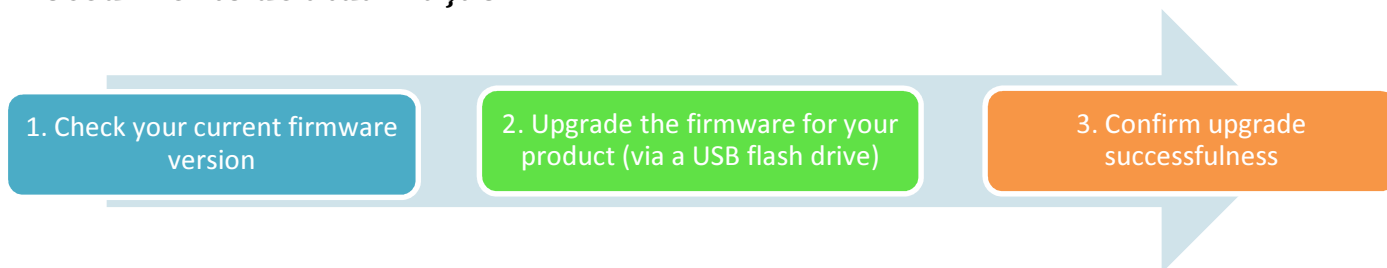 1. Check your current firmware
version
2. Upgrade the firmware for your
product (via a USB flash drive)
3. Confirm upgrade
successfulness